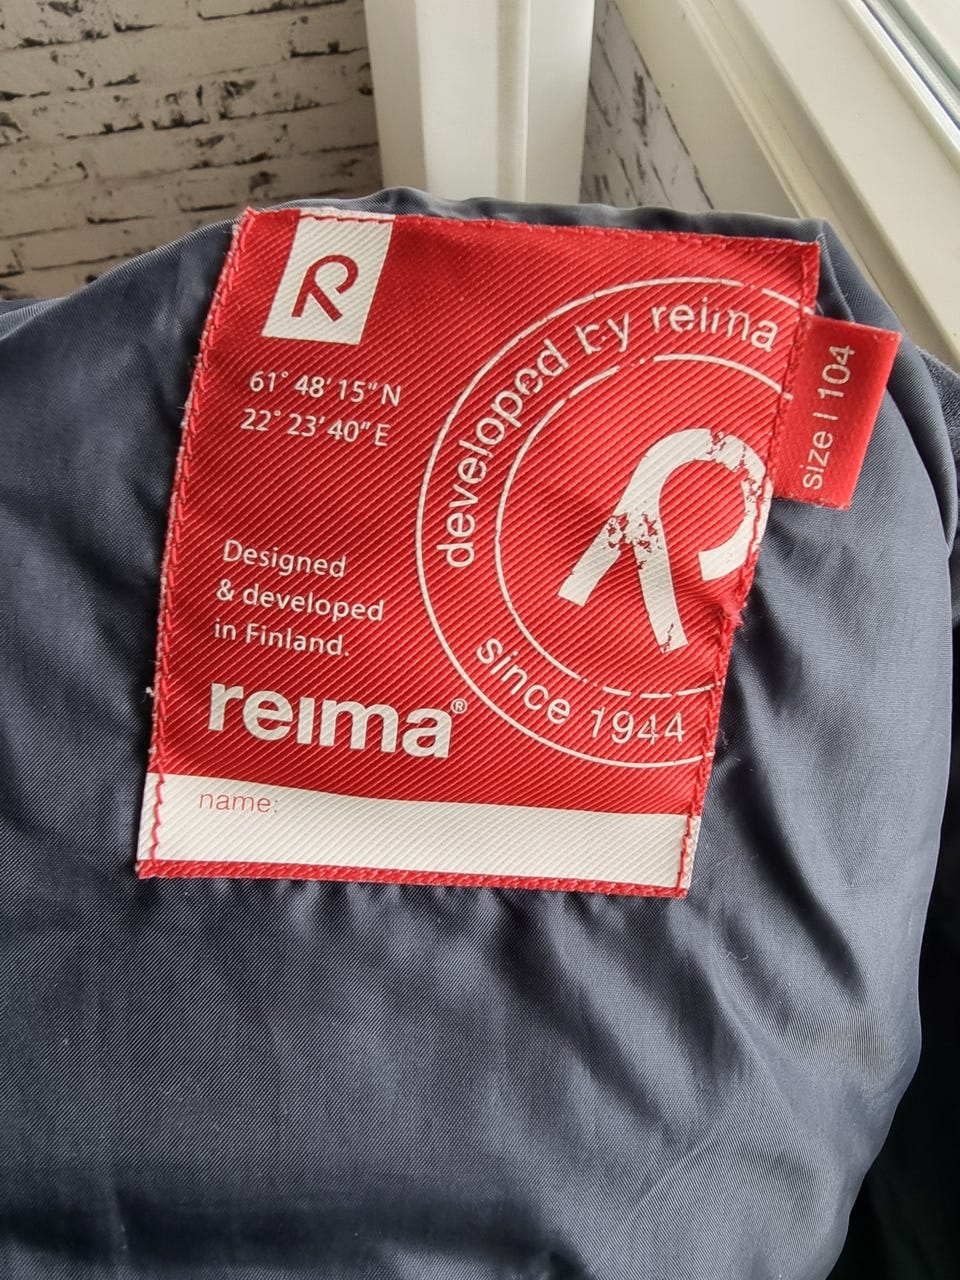 R
61° 48' 15" N
22° 23' 40" E
developed by reima
R
since 1944
size | 104
Designed
& developed
in Finland.
reima®
name: